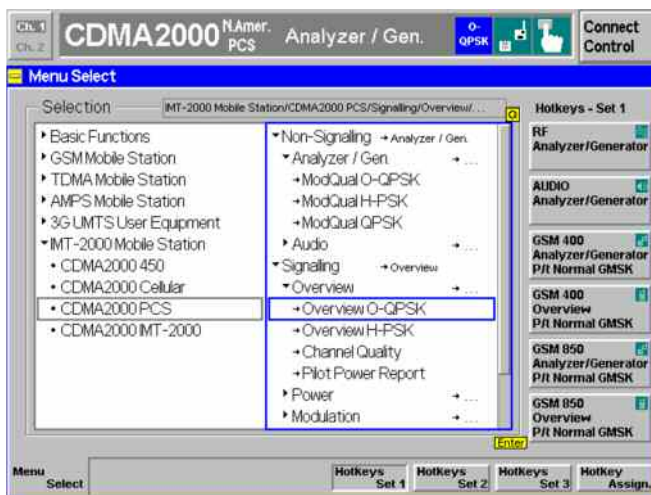 Ch. 1
Ch. 2
CDMA2000 N.Amer. PCS
Analyzer / Gen.
O-QPSK
Connect Control
Menu Select
Selection
IMT-2000 Mobile Station/CDMA2000 PCS/Signalling/Overview/...
Q
Basic Functions
GSM Mobile Station
TDMA Mobile Station
AMPS Mobile Station
3G UMTS User Equpment
IMT-2000 Mobile Station
CDMA2000 450
CDMA2000 Cellular
CDMA2000 PCS
CDMA2000 IMT-2000
Non-Signalling → Analyzer / Gen.
Analyzer / Gen. → ...
ModQual O-QPSK
ModQual H-PSK
ModQual QPSK
Audio → ...
Signalling → Overview
Overview → ...
Overview O-QPSK
Overview H-PSK
Channel Quality
Pilot Power Report
Power → ...
Modulation → ...
Enter
Hotkeys - Set 1
RF
Analyzer/Generator
AUDIO
Analyzer/Generator
GSM 400
Analyzer/Generator
P/t Normal GMSK
GSM 400
Overview
P/t Normal GMSK
GSM 850
Analyzer/Generator
P/t Normal GMSK
GSM 850
Overview
P/t Normal GMSK
Menu Select
Hotkeys Set 1
Hotkeys Set 2
Hotkeys Set 3
Hotkey Assign.